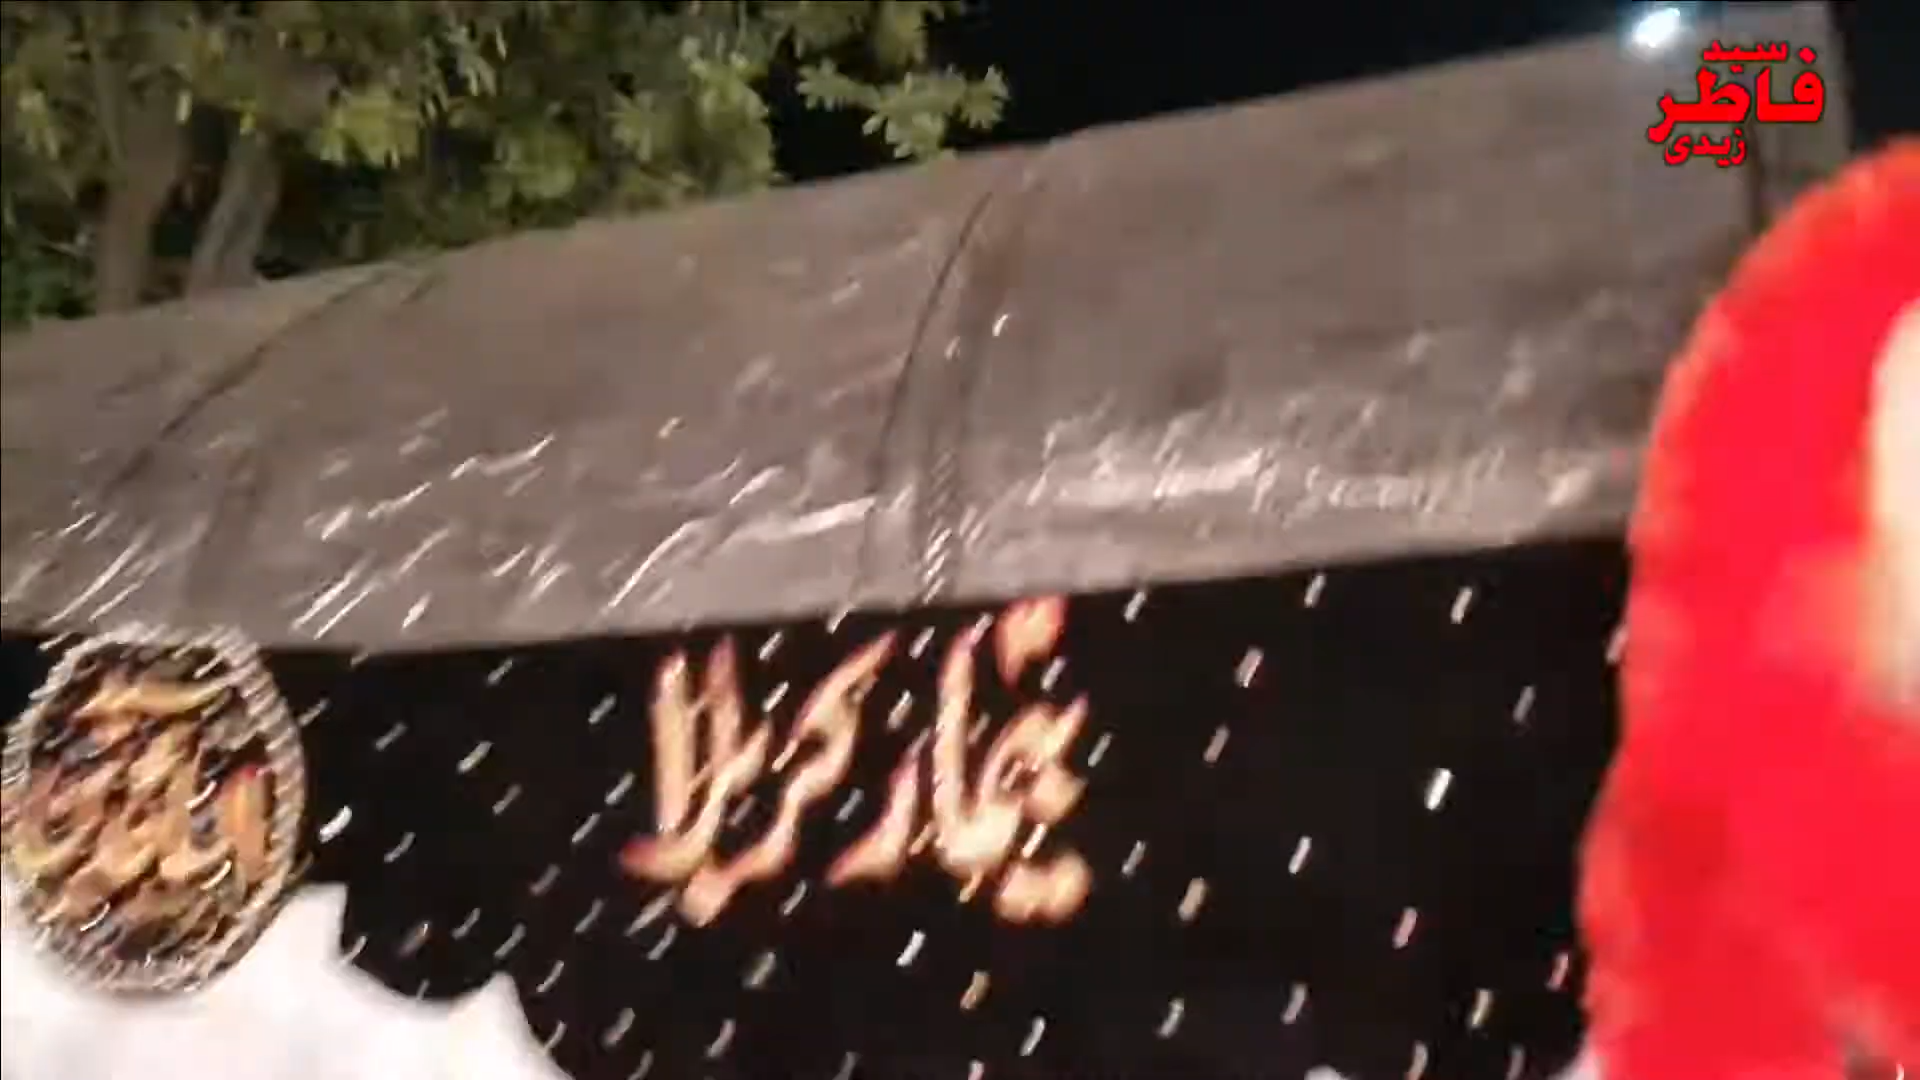 سید
فاطر
زیدی
بیمار کربلا